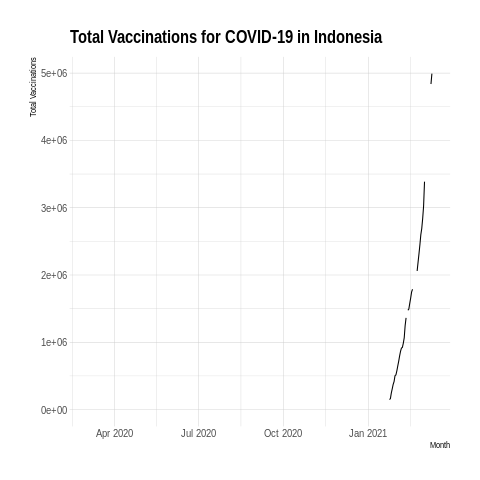 Total Vaccinations for COVID-19 in Indonesia
Total Vaccinations
5e+06
4e+06
3e+06
2e+06
1e+06
0e+00
Apr 2020
Jul 2020
Oct 2020
Jan 2021
Month